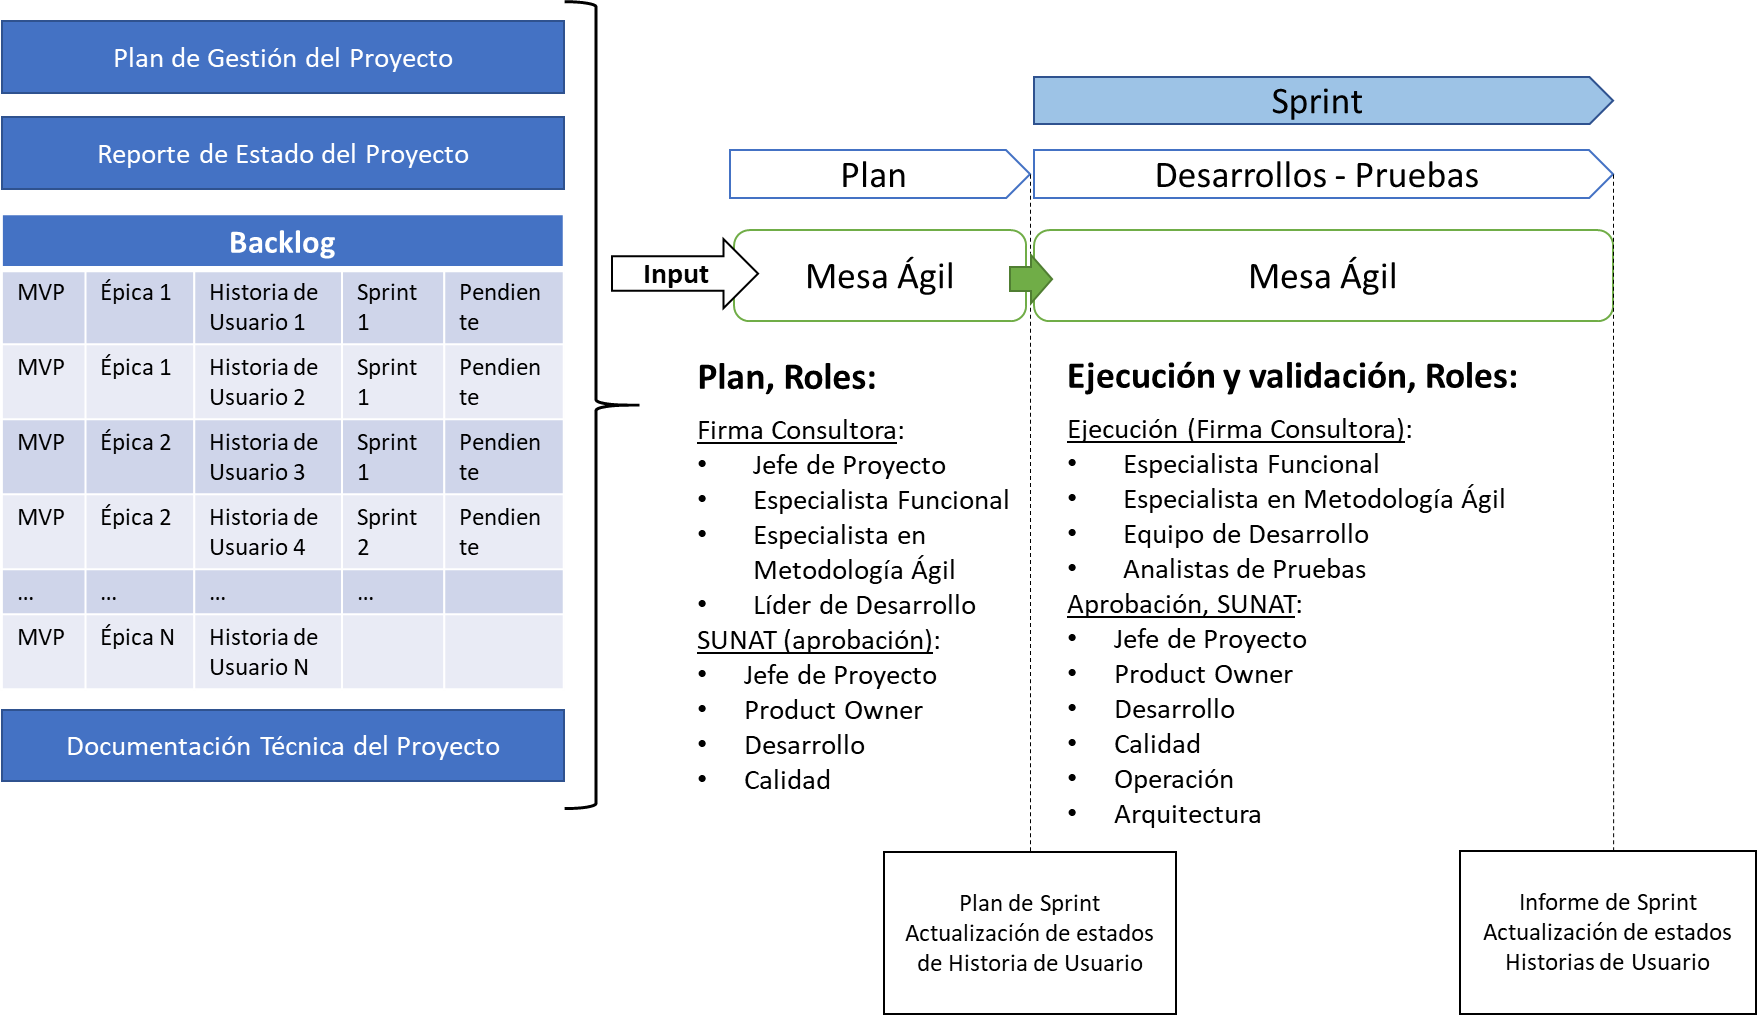 Plan de Gestión del Proyecto
Reporte de Estado del Proyecto
Backlog
MVP Épica 1 Historia de Sprint Pendien
Usuario 1 1 te
MVP Épica 1 Historia de Sprint Pendien
Usuario 2 1 te
MVP Épica 2 Historia de Sprint Pendien
Usuario 3 1 te
MVP Épica 2 Historia de Sprint Pendien
Usuario 4 2 te
... ... ... ...
MVP Épica N Historia de
Usuario N
Documentación Técnica del Proyecto
Input
Sprint
Plan
Desarrollos - Pruebas
Mesa Ágil
Mesa Ágil
Plan, Roles:
Firma Consultora:
• Jefe de Proyecto
• Especialista Funcional
• Especialista en
Metodología Ágil
• Líder de Desarrollo
SUNAT (aprobación):
• Jefe de Proyecto
• Product Owner
• Desarrollo
• Calidad
Ejecución y validación, Roles:
Ejecución (Firma Consultora):
• Especialista Funcional
• Especialista en Metodología Ágil
• Equipo de Desarrollo
• Analistas de Pruebas
Aprobación, SUNAT:
• Jefe de Proyecto
• Product Owner
• Desarrollo
• Calidad
• Operación
• Arquitectura
Plan de Sprint
Actualización de estados
de Historia de Usuario
Informe de Sprint
Actualización de estados
Historias de Usuario